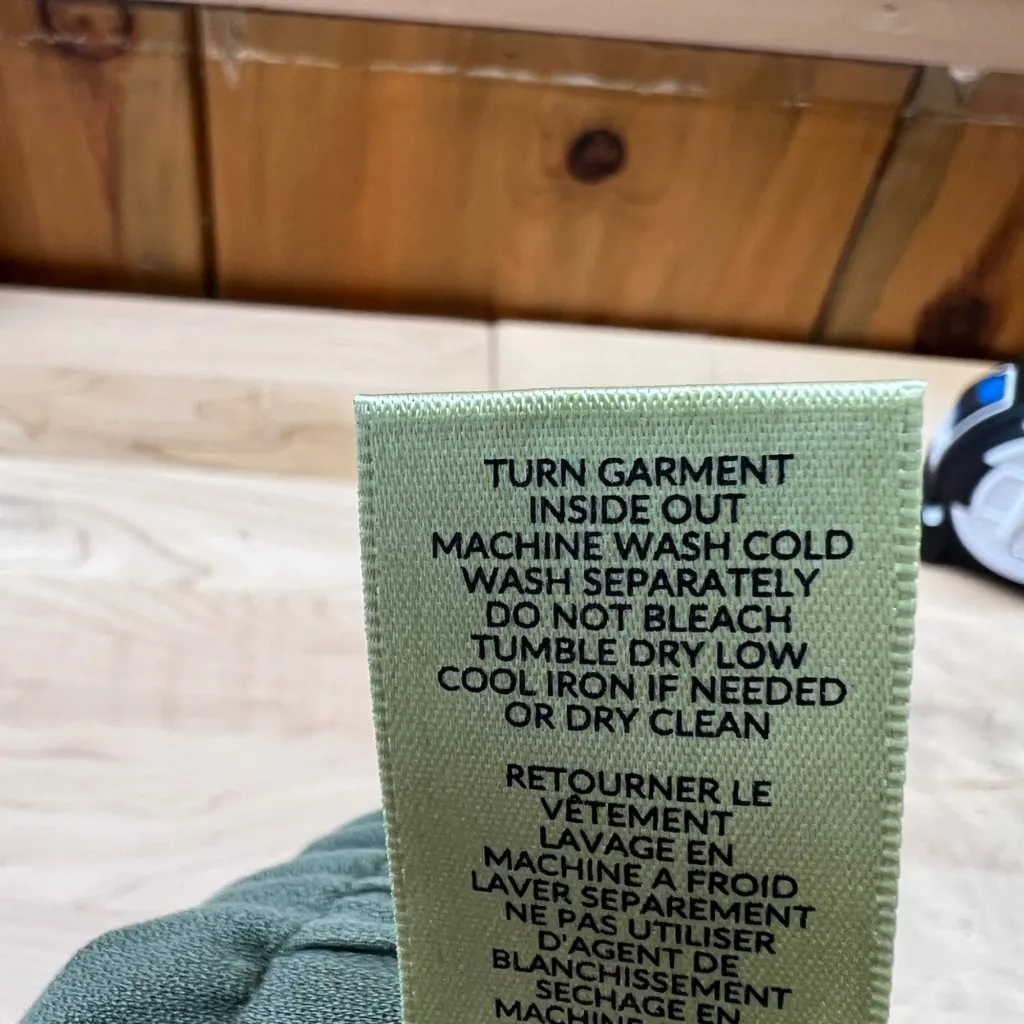 TURN GARMENT
INSIDE OUT
MACHINE WASH COLD
WASH SEPARATELY
DO NOT BLEACH
TUMBLE DRY LOW
COOL IRON IF NEEDED
OR DRY CLEAN
RETOURNER LE
VÊTEMENT
LAVAGE EN
MACHINE A FROID
LAVER SEPAREMENT
NE PAS UTILISER
D'AGENT DE
BLANCHISSEMENT
SECHAGE EN
MACHINE